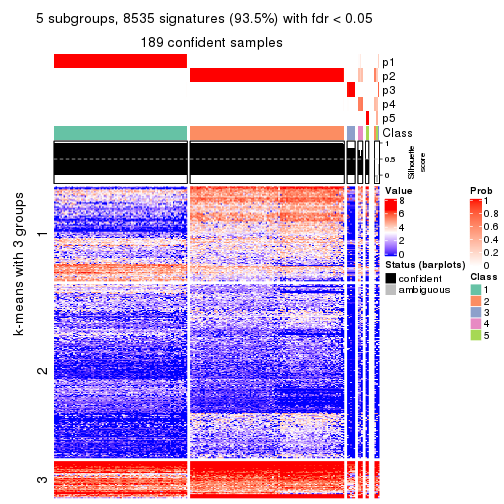 5 subgroups, 8535 signatures (93.5%) with fdr < 0.05
189 confident samples
p1
p2
p3
p4
p5
Class
1
0.5
0
Silhouette
score
k-means with 3 groups
1
2
3
Value
8
6
4
2
0
Status (barplots)
confident
ambiguous
Prob
1
0.8
0.6
0.4
0.2
0
Class
1
2
3
4
5